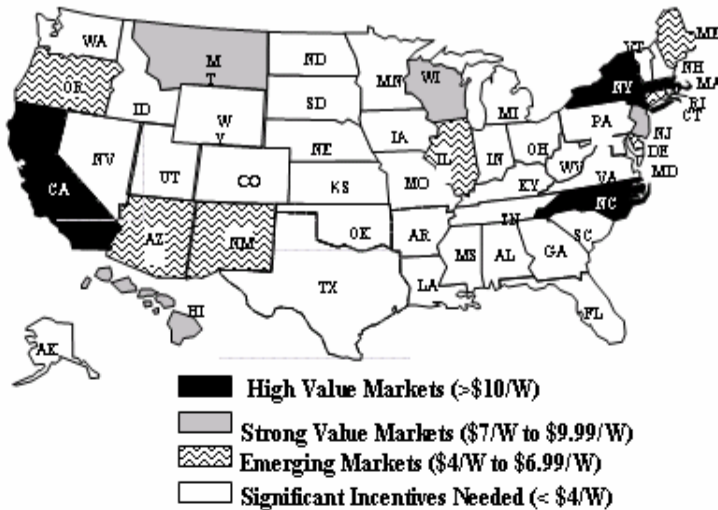 WA
M
T
ND
MN
WI
MI
VT
ME
NH
MA
RI
CT
NY
OR
ID
W
Y
SD
IA
IL
IN
OH
PA
NJ
DE
MD
NV
UT
CO
NE
KS
MO
KY
WV
VA
CA
AZ
NM
OK
AR
TN
NC
SC
TX
LA
MS
AL
GA
FL
HI
AK
High Value Markets (>$10/W)
Strong Value Markets ($7/W to $9.99/W)
Emerging Markets ($4/W to $6.99/W)
Significant Incentives Needed (< $4/W)